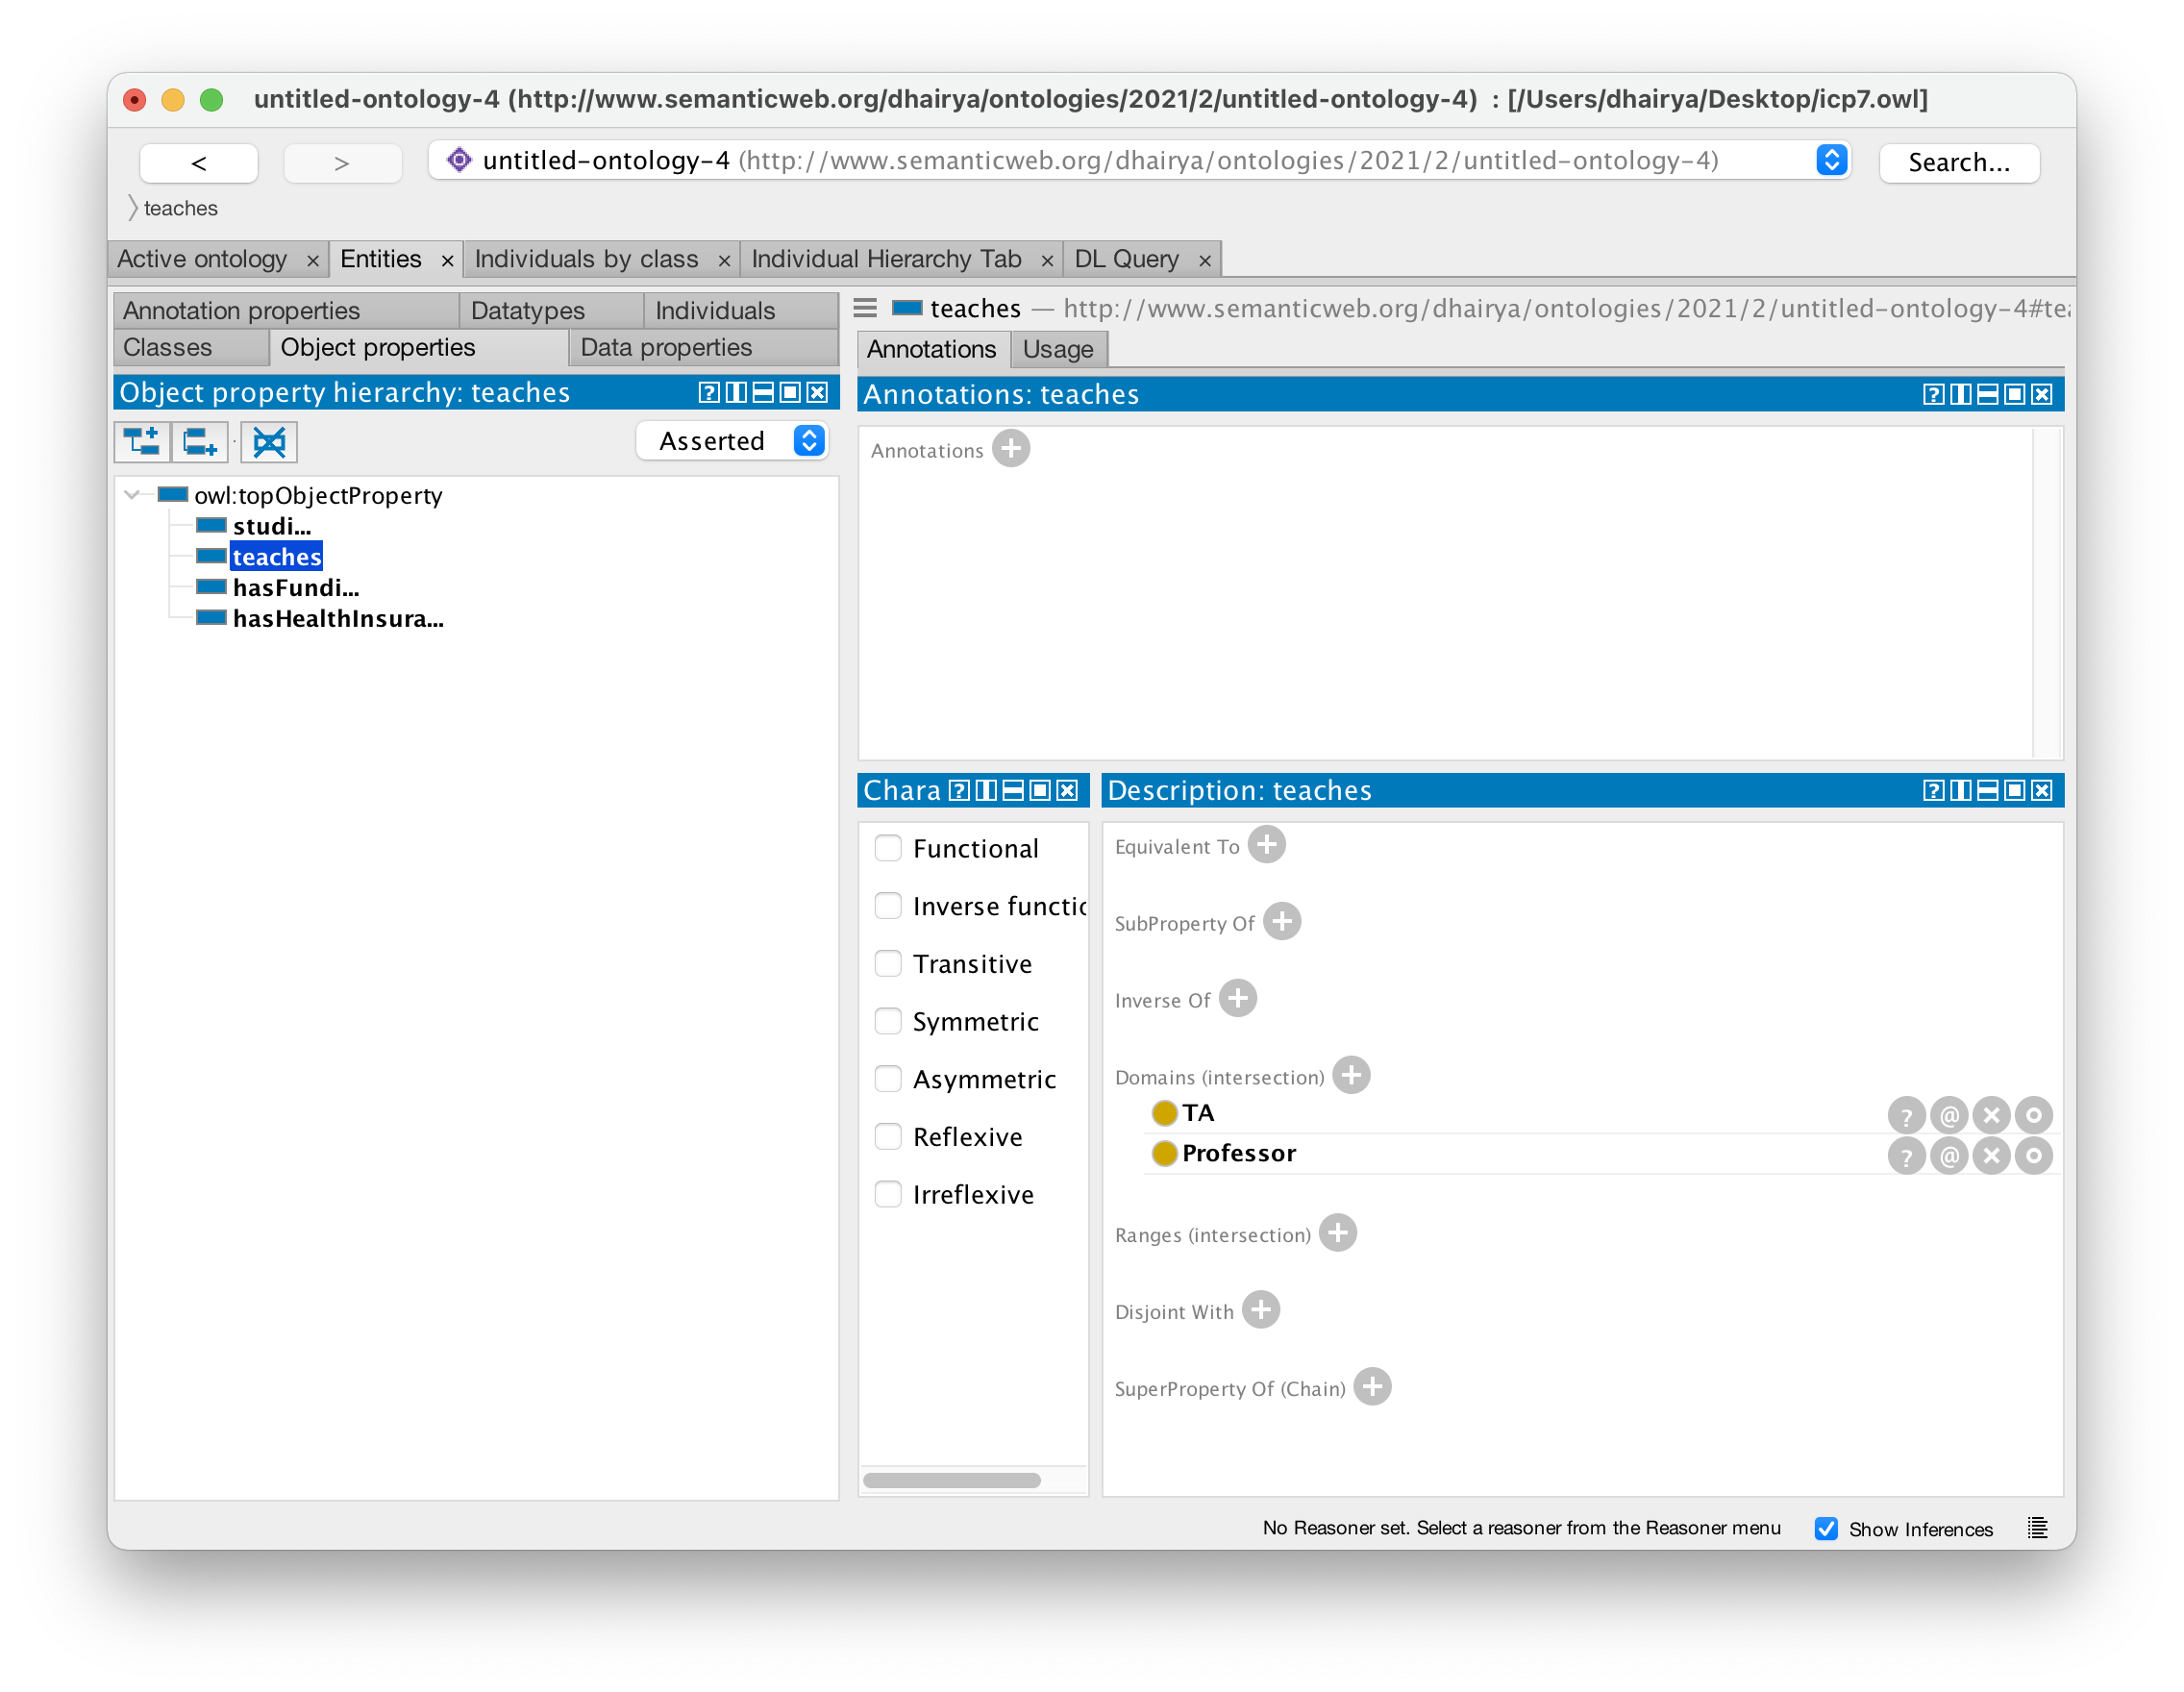 untitled-ontology-4 (http://www.semanticweb.org/dhairya/ontologies/2021/2/untitled-ontology-4) : [/Users/dhairya/Desktop/icp7.owl]
< > untitled-ontology-4 (http://www.semanticweb.org/dhairya/ontologies/2021/2/untitled-ontology-4) Search...
teaches
Active ontology × Entities × Individuals by class × Individual Hierarchy Tab × DL Query ×
Annotation properties Datatypes Individuals
Classes Object properties Data properties
Object property hierarchy: teaches
Asserted
owl:topObjectProperty
studi...
teaches
hasFundi...
hasHealthInsura...
teaches — http://www.semanticweb.org/dhairya/ontologies/2021/2/untitled-ontology-4#tea
Annotations Usage
Annotations: teaches
Annotations
Chara
Functional
Inverse functio
Transitive
Symmetric
Asymmetric
Reflexive
Irreflexive
Description: teaches
Equivalent To
SubProperty Of
Inverse Of
Domains (intersection)
TA
Professor
Ranges (intersection)
Disjoint With
SuperProperty Of (Chain)
No Reasoner set. Select a reasoner from the Reasoner menu Show Inferences